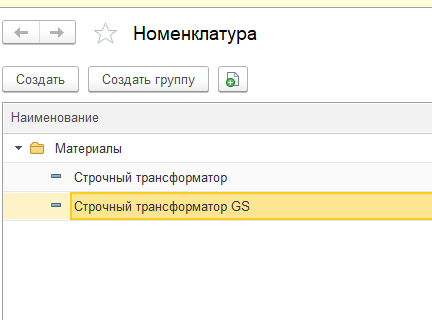 Номенклатура
Создать Создать группу
Наименование
Материалы
Строчный трансформатор
Строчный трансформатор GS